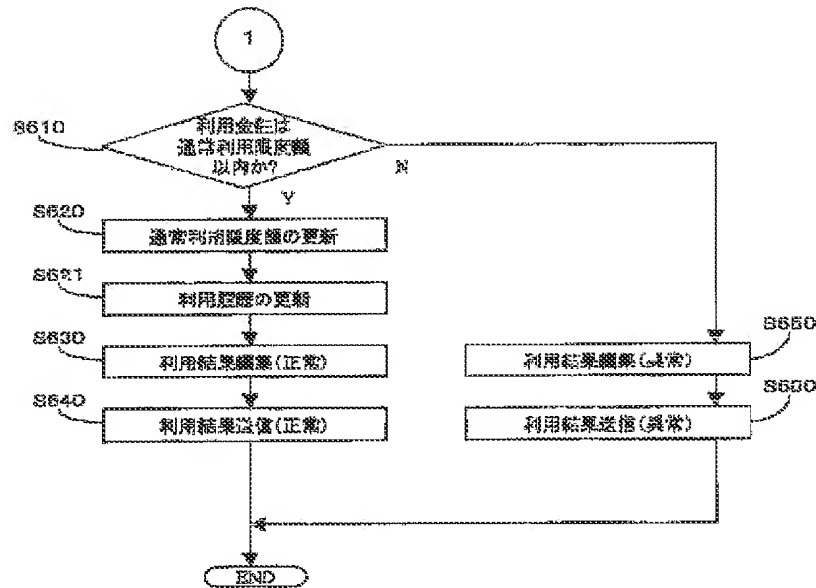 1
S610
利用金額は
通常利用限度額
以内か?
N
Y
S620
通常利用限度額の更新
S621
利用履歴の更新
S630
利用結果編集(正常)
S650
利用結果編集(異常)
S640
利用結果送信(正常)
利用結果送信(異常)
END